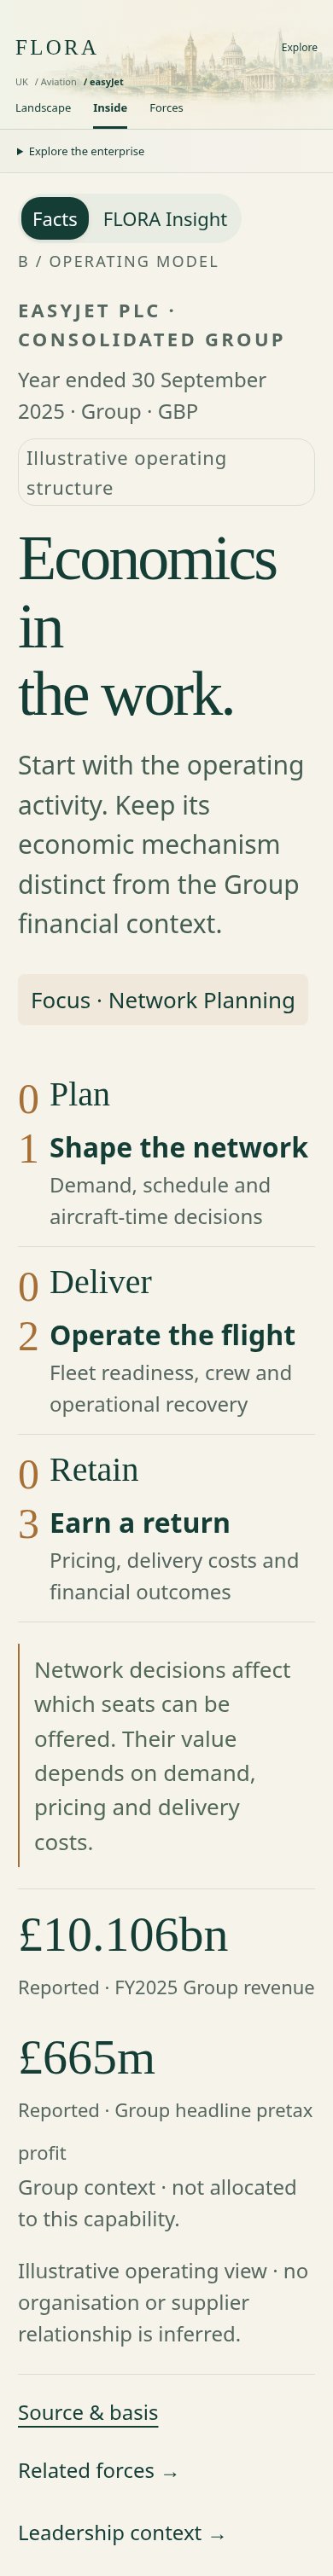 FLORA
Explore
UK / Aviation / easyJet
Landscape Inside Forces
▶ Explore the enterprise
Facts FLORA Insight
B / OPERATING MODEL
EASYJET PLC ·
CONSOLIDATED GROUP
Year ended 30 September
2025 · Group · GBP
Illustrative operating
structure
Economics
in
the work.
Start with the operating
activity. Keep its
economic mechanism
distinct from the Group
financial context.
Focus · Network Planning
01 Plan
Shape the network
Demand, schedule and
aircraft-time decisions
02 Deliver
Operate the flight
Fleet readiness, crew and
operational recovery
03 Retain
Earn a return
Pricing, delivery costs and
financial outcomes
Network decisions affect
which seats can be
offered. Their value
depends on demand,
pricing and delivery
costs.
£10.106bn
Reported · FY2025 Group revenue
£665m
Reported · Group headline pretax
profit
Group context · not allocated
to this capability.
Illustrative operating view · no
organisation or supplier
relationship is inferred.
Source & basis
Related forces →
Leadership context →